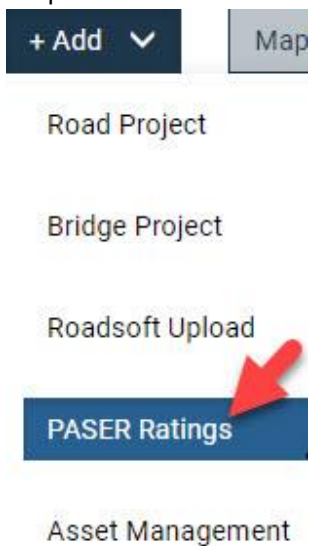 + Add Map
Road Project
Bridge Project
Roadsoft Upload
PASER Ratings
Asset Management